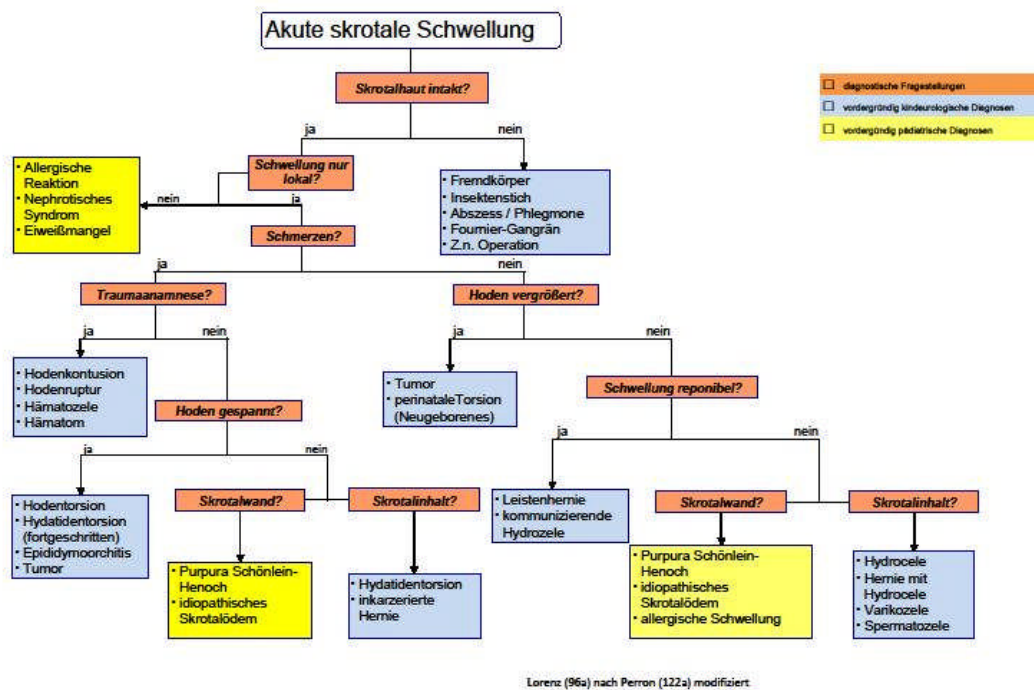 Akute skrotale Schwellung
Skrotalhaut intakt?
☐ diagnostische Fragestellungen
☐ vordergründig kindeurologische Diagnosen
☐ vordergündig pädiatrische Diagnosen
ja
nein
Schwellung nur
lokal?
nein
ja
• Allergische
Reaktion
• Nephrotisches
Syndrom
• Eiweißmangel
• Fremdkörper
• Insektenstich
• Abszess / Phlegmone
• Fournier-Gangrän
• Z.n. Operation
Schmerzen?
ja
nein
Traumaanamnese?
Hoden vergrößert?
ja
nein
ja
nein
• Hodenkontusion
• Hodenruptur
• Hämatozele
• Hämatom
• Tumor
• perinataleTorsion
(Neugeborenes)
Schwellung reponibel?
Hoden gespannt?
ja
nein
ja
nein
• Hodentorsion
• Hydatidentorsion
(fortgeschritten)
• Epididymoorchitis
• Tumor
Skrotalwand?
Skrotalinhalt?
• Leistenhernie
• kommunizierende
Hydrozele
Skrotalwand?
Skrotalinhalt?
• Purpura Schönlein-
Henoch
• idiopathisches
Skrotalödem
• Hydatidentorsion
• inkarzerierte
Hernie
• Purpura Schönlein-
Henoch
• idiopathisches
Skrotalödem
• allergische Schwellung
• Hydrocele
• Hernie mit
Hydrocele
• Varikozele
• Spermatozele
Lorenz (96a) nach Perron (122a) modifiziert